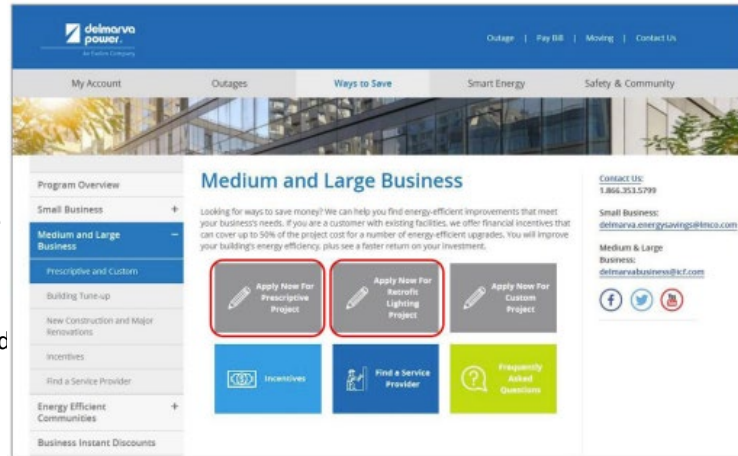 delmarva
power.
An Exelon Company
Outage | Pay Bill | Moving | Contact Us
My Account
Outages
Ways to Save
Smart Energy
Safety & Community
Program Overview
Small Business +
Medium and Large
Business −
Prescriptive and Custom
Building Tune-up
New Construction and Major
Renovations
Incentives
Find a Service Provider
Energy Efficient
Communities +
Business Instant Discounts
Medium and Large Business
Looking for ways to save money? We can help you find energy-efficient improvements that meet
your business's needs. If you are a customer with existing facilities, we offer financial incentives that
can cover up to 50% of the project cost for a number of energy-efficient upgrades. You will improve
your building's energy efficiency, plus see a faster return on your investment.
Apply Now For
Prescriptive
Project
Apply Now For
Retrofit
Lighting
Project
Apply Now For
Custom
Project
Incentives
Find a Service
Provider
Frequently
Asked
Questions
Contact Us:
1.866.353.5799
Small Business:
delmarva.energysavings@lmco.com
Medium & Large
Business:
delmarvabusiness@icf.com